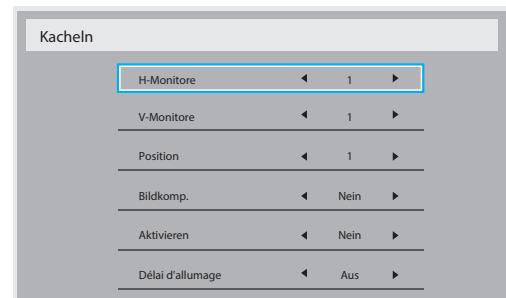 Kacheln
H-Monitore 1
V-Monitore 1
Position 1
Bildkomp. Nein
Aktivieren Nein
Délai d'allumage Aus